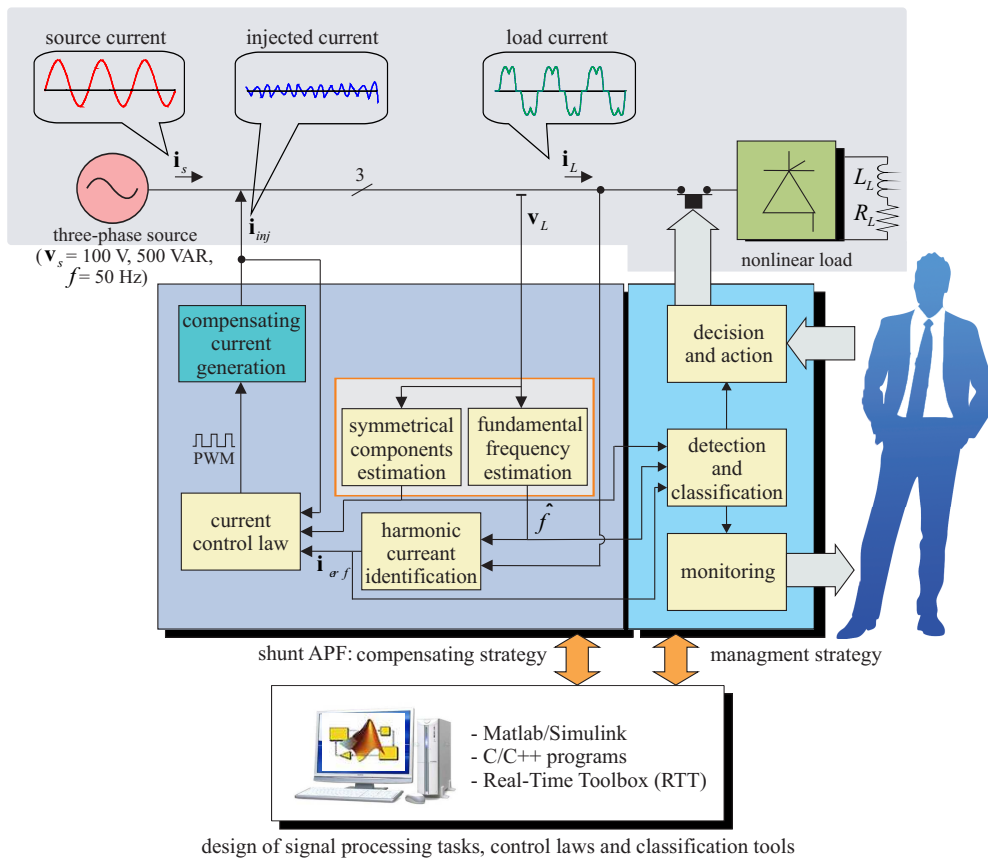 source current
injected current
load current
i_s
i_L
3
i_inj
v_L
L_L
R_L
three-phase source
( v_s = 100 V, 500 VAR,
f = 50 Hz)
nonlinear load
compensating
current
generation
decision
and action
symmetrical
components
estimation
fundamental
frequency
estimation
detection
and
classification
PWM
current
control law
f̂
harmonic
curreant
identification
i_erf
monitoring
shunt APF: compensating strategy
managment strategy
- Matlab/Simulink
- C/C++ programs
- Real-Time Toolbox (RTT)
design of signal processing tasks, control laws and classification tools